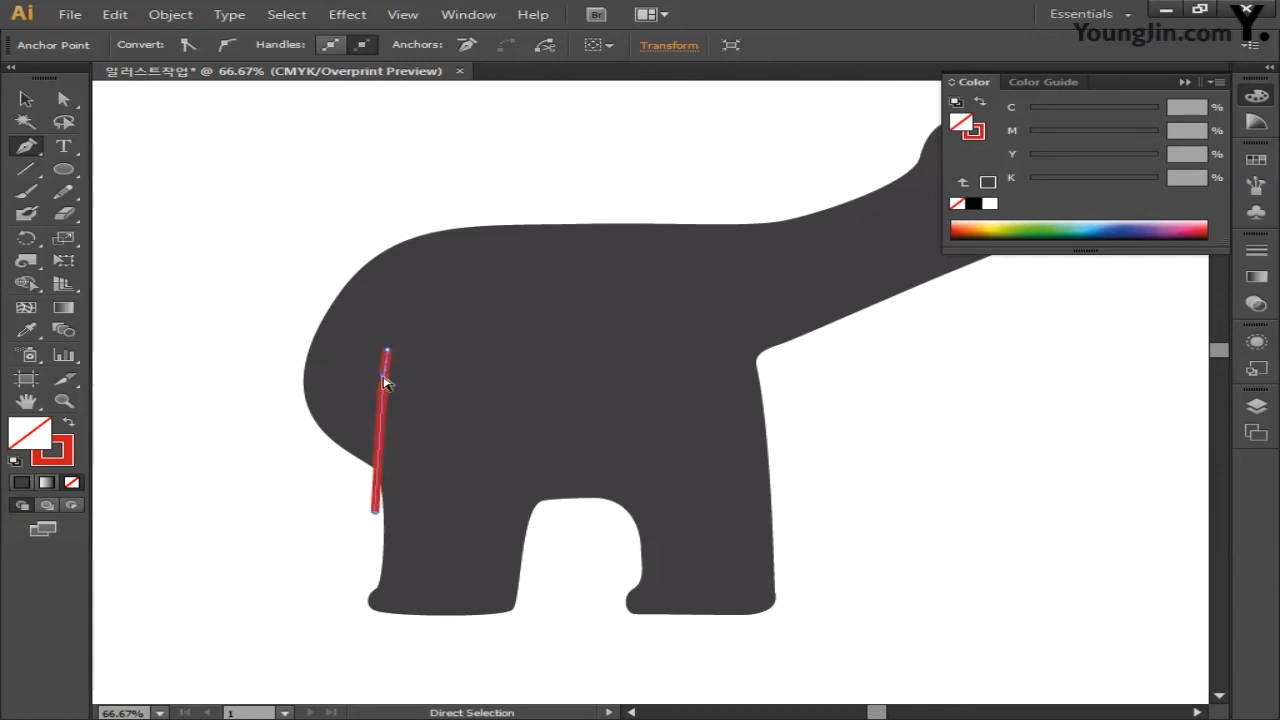 Ai File Edit Object Type Select Effect View Window Help Br Essentials
YoungJin.com Y.
Anchor Point Convert: Handles: Anchors: Transform
일러스트작업* @ 66.67% (CMYK/Overprint Preview) ×
Color Color Guide
C %
M %
Y %
K %
T
66.67% 1 Direct Selection